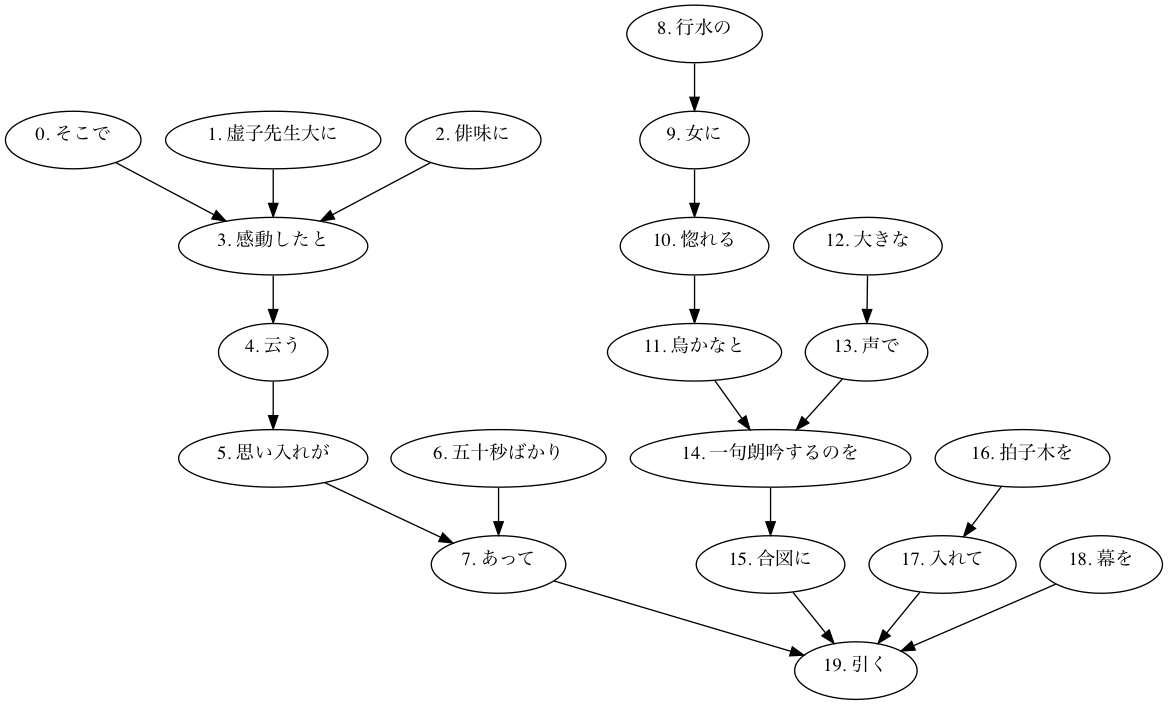 8. 行水の
0. そこで
1. 虚子先生大に
2. 俳味に
9. 女に
3. 感動したと
10. 惚れる
12. 大きな
4. 云う
11. 烏かなと
13. 声で
5. 思い入れが
6. 五十秒ばかり
14. 一句朗吟するのを
16. 拍子木を
7. あって
15. 合図に
17. 入れて
18. 幕を
19. 引く